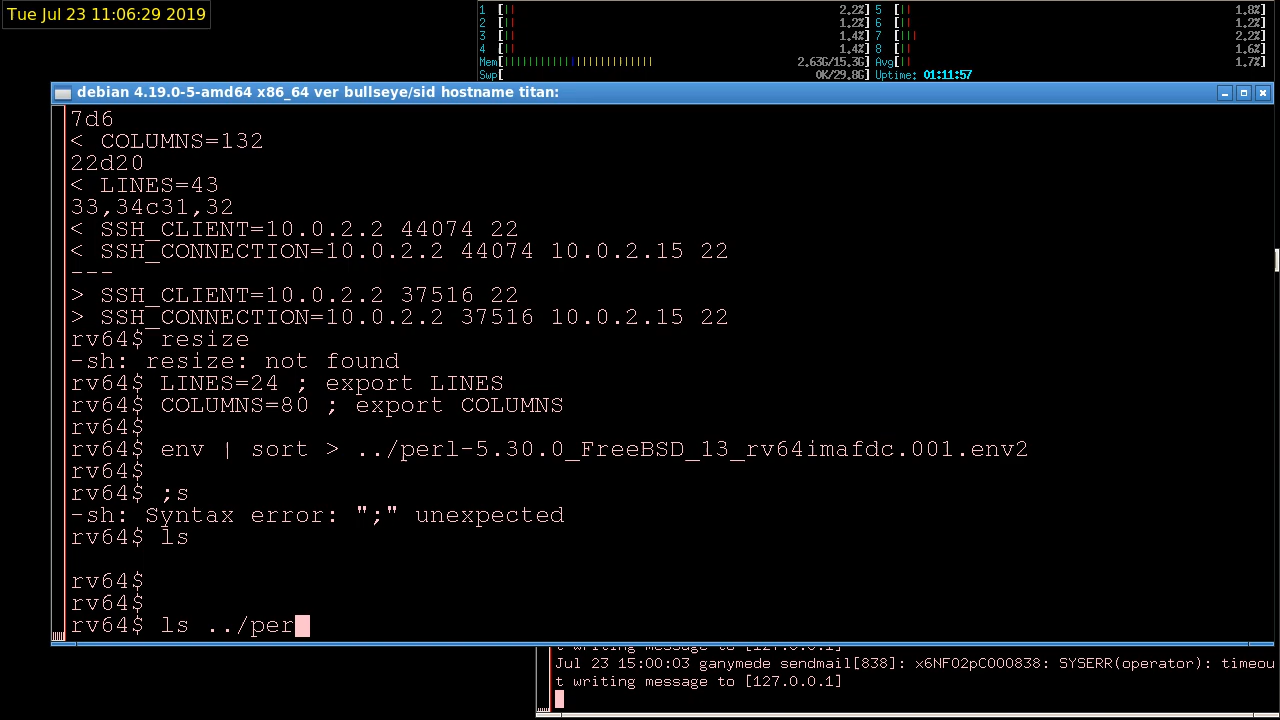 Tue Jul 23 11:06:29 2019
1 [|| 2.2%] 5 [|| 1.8%]
2 [|| 1.2%] 6 [|| 1.2%]
3 [|| 1.4%] 7 [||| 2.2%]
4 [|| 1.4%] 8 [|| 1.6%]
Mem[||||||||||||||||||||||||||||| 2.63G/15.3G] Avg[|| 1.7%]
Swp[ 0K/29.8G] Uptime: 01:11:57
debian 4.19.0-5-amd64 x86_64 ver bullseye/sid hostname titan:
7d6
< COLUMNS=132
22d20
< LINES=43
33,34c31,32
< SSH_CLIENT=10.0.2.2 44074 22
< SSH_CONNECTION=10.0.2.2 44074 10.0.2.15 22
---
> SSH_CLIENT=10.0.2.2 37516 22
> SSH_CONNECTION=10.0.2.2 37516 10.0.2.15 22
rv64$ resize
-sh: resize: not found
rv64$ LINES=24 ; export LINES
rv64$ COLUMNS=80 ; export COLUMNS
rv64$
rv64$ env | sort > ../perl-5.30.0_FreeBSD_13_rv64imafdc.001.env2
rv64$
rv64$ ;s
-sh: Syntax error: ";" unexpected
rv64$ ls
rv64$
rv64$
rv64$ ls ../per
t writing message to [127.0.0.1]
Jul 23 15:00:03 ganymede sendmail[838]: x6NF02pC000838: SYSERR(operator): timeou
t writing message to [127.0.0.1]